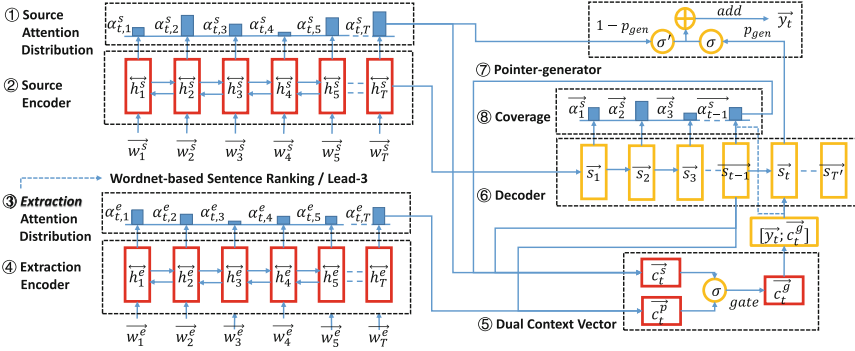 ① Source Attention Distribution
α^s_{t,1} α^s_{t,2} α^s_{t,3} α^s_{t,4} α^s_{t,5} α^s_{t,T}
② Source Encoder
h^s_1 h^s_2 h^s_3 h^s_4 h^s_5 h^s_T
w^s_1 w^s_2 w^s_3 w^s_4 w^s_5 w^s_T
Wordnet-based Sentence Ranking / Lead-3
③ Extraction Attention Distribution
α^e_{t,1} α^e_{t,2} α^e_{t,3} α^e_{t,4} α^e_{t,5} α^e_{t,T}
④ Extraction Encoder
h^e_1 h^e_2 h^e_3 h^e_4 h^e_5 h^e_T
w^e_1 w^e_2 w^e_3 w^e_4 w^e_5 w^e_T
add y_t
1 − p_gen σ' σ p_gen
⑦ Pointer-generator
α^s_1 α^s_2 α^s_3 α^s_{t−1}
⑧ Coverage
s_1 s_2 s_3 s_{t−1} s_t s_{T'}
⑥ Decoder
[y_t; c^g_t]
c^s_t
σ gate c^g_t
c^p_t
⑤ Dual Context Vector